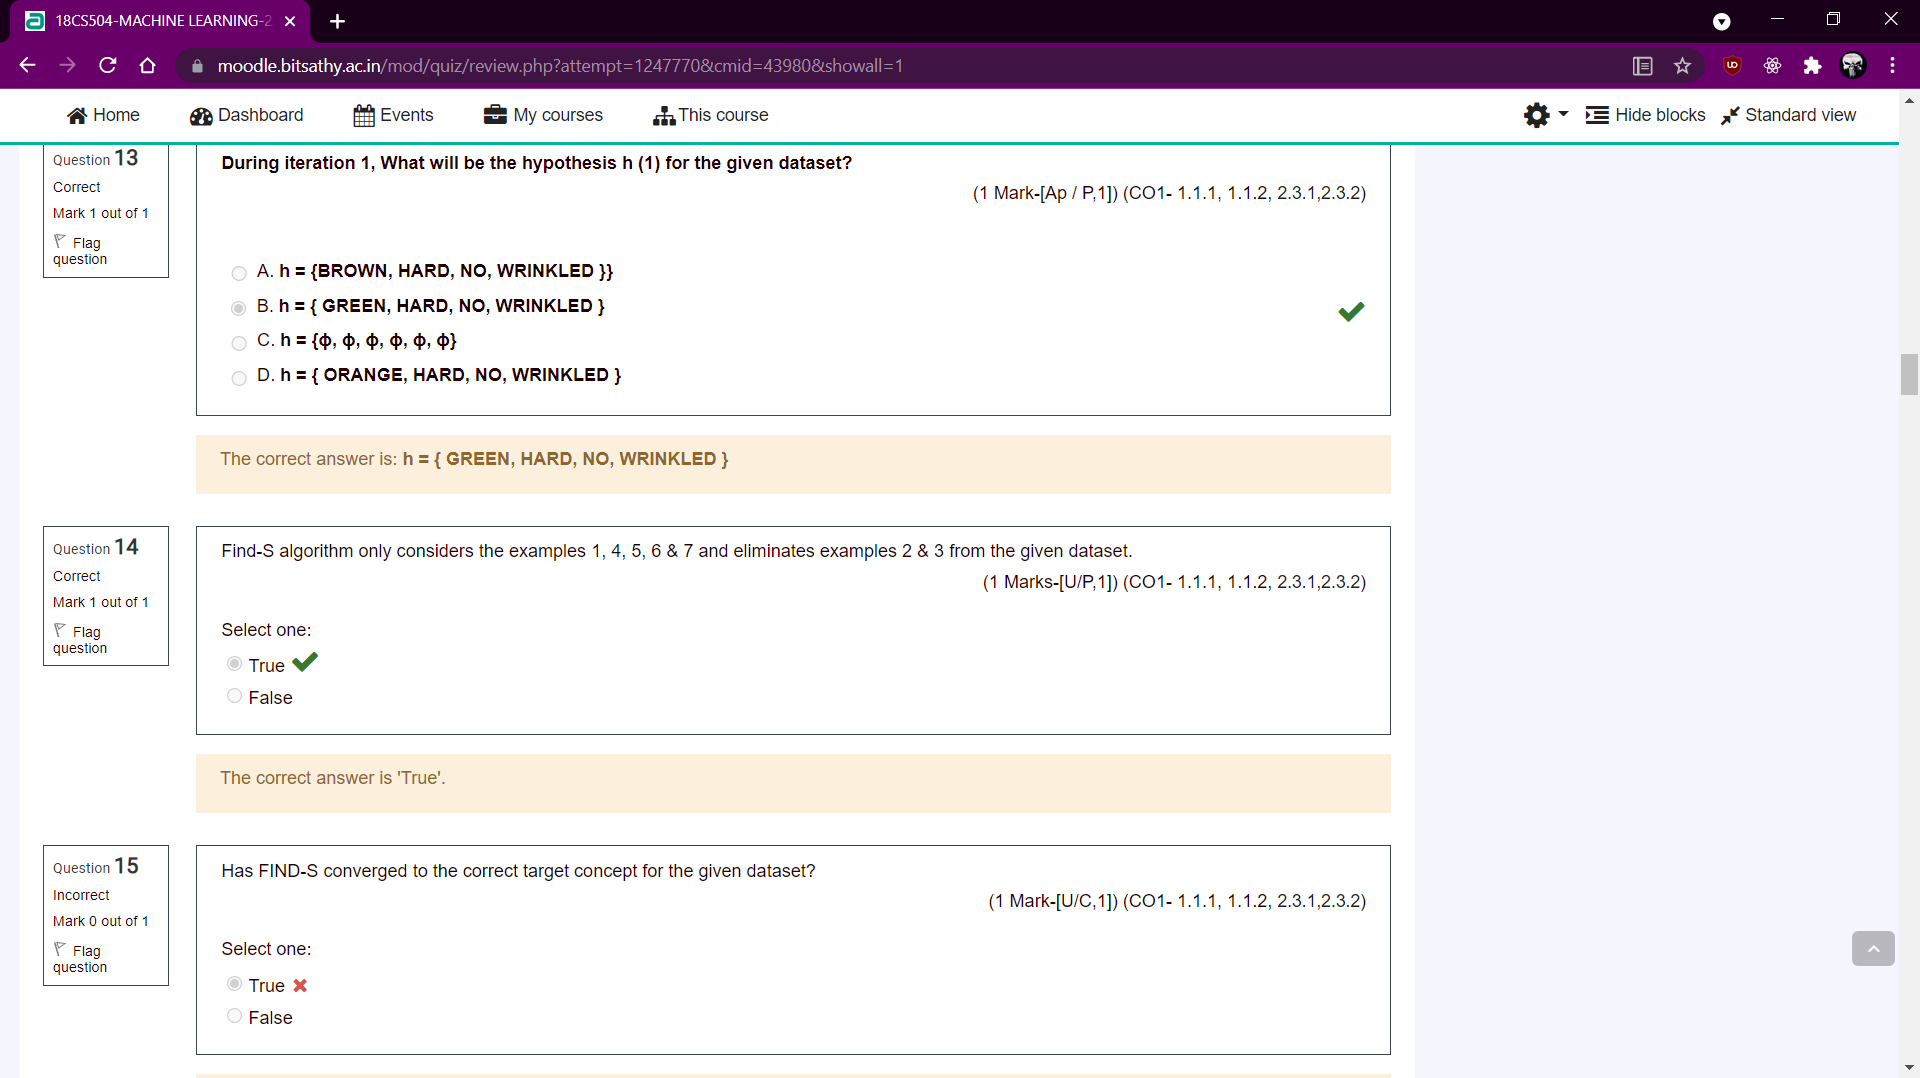 18CS504-MACHINE LEARNING-2
moodle.bitsathy.ac.in/mod/quiz/review.php?attempt=1247770&cmid=43980&showall=1
Home
Dashboard
Events
My courses
This course
Hide blocks
Standard view
Question 13
Correct
Mark 1 out of 1
Flag
question
During iteration 1, What will be the hypothesis h (1) for the given dataset?
(1 Mark-[Ap / P,1]) (CO1- 1.1.1, 1.1.2, 2.3.1,2.3.2)
A. h = {BROWN, HARD, NO, WRINKLED }}
B. h = { GREEN, HARD, NO, WRINKLED }
C. h = {ф, ф, ф, ф, ф, ф}
D. h = { ORANGE, HARD, NO, WRINKLED }
The correct answer is: h = { GREEN, HARD, NO, WRINKLED }
Question 14
Correct
Mark 1 out of 1
Flag
question
Find-S algorithm only considers the examples 1, 4, 5, 6 & 7 and eliminates examples 2 & 3 from the given dataset.
(1 Marks-[U/P,1]) (CO1- 1.1.1, 1.1.2, 2.3.1,2.3.2)
Select one:
True
False
The correct answer is 'True'.
Question 15
Incorrect
Mark 0 out of 1
Flag
question
Has FIND-S converged to the correct target concept for the given dataset?
(1 Mark-[U/C,1]) (CO1- 1.1.1, 1.1.2, 2.3.1,2.3.2)
Select one:
True
False